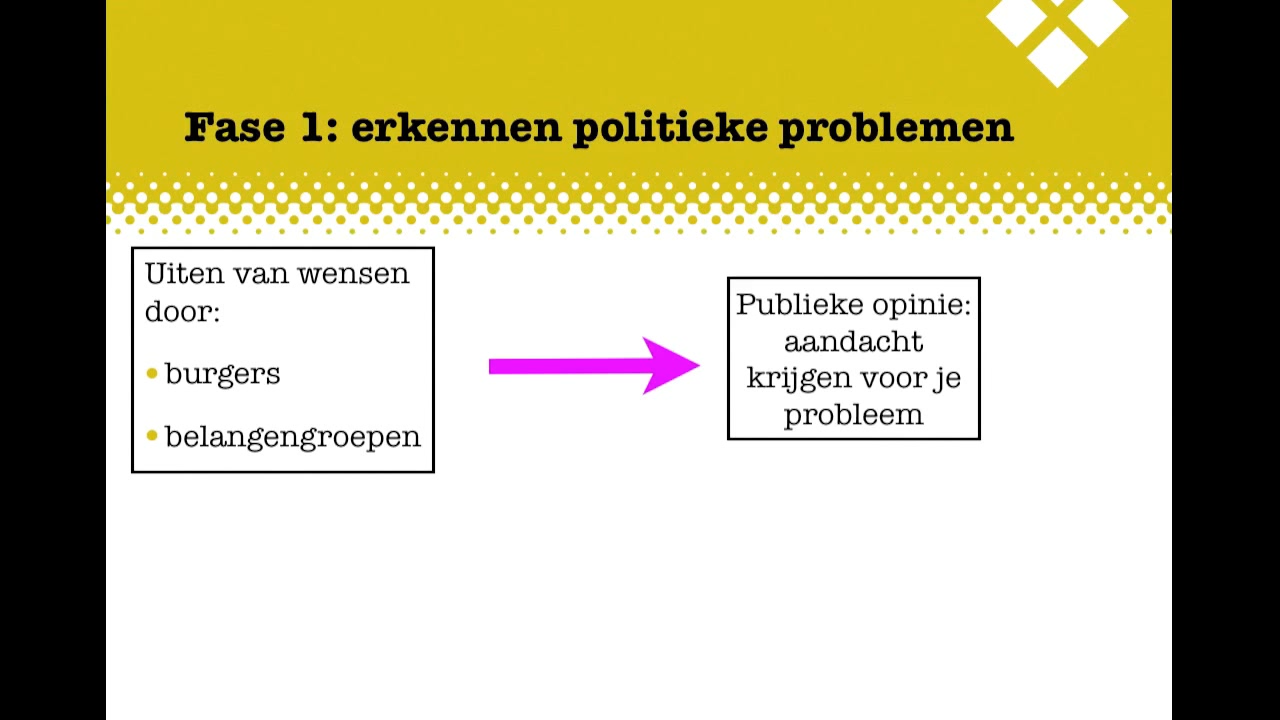 Fase 1: erkennen politieke problemen
Uiten van wensen
door:
• burgers
• belangengroepen
Publieke opinie:
aandacht
krijgen voor je
probleem